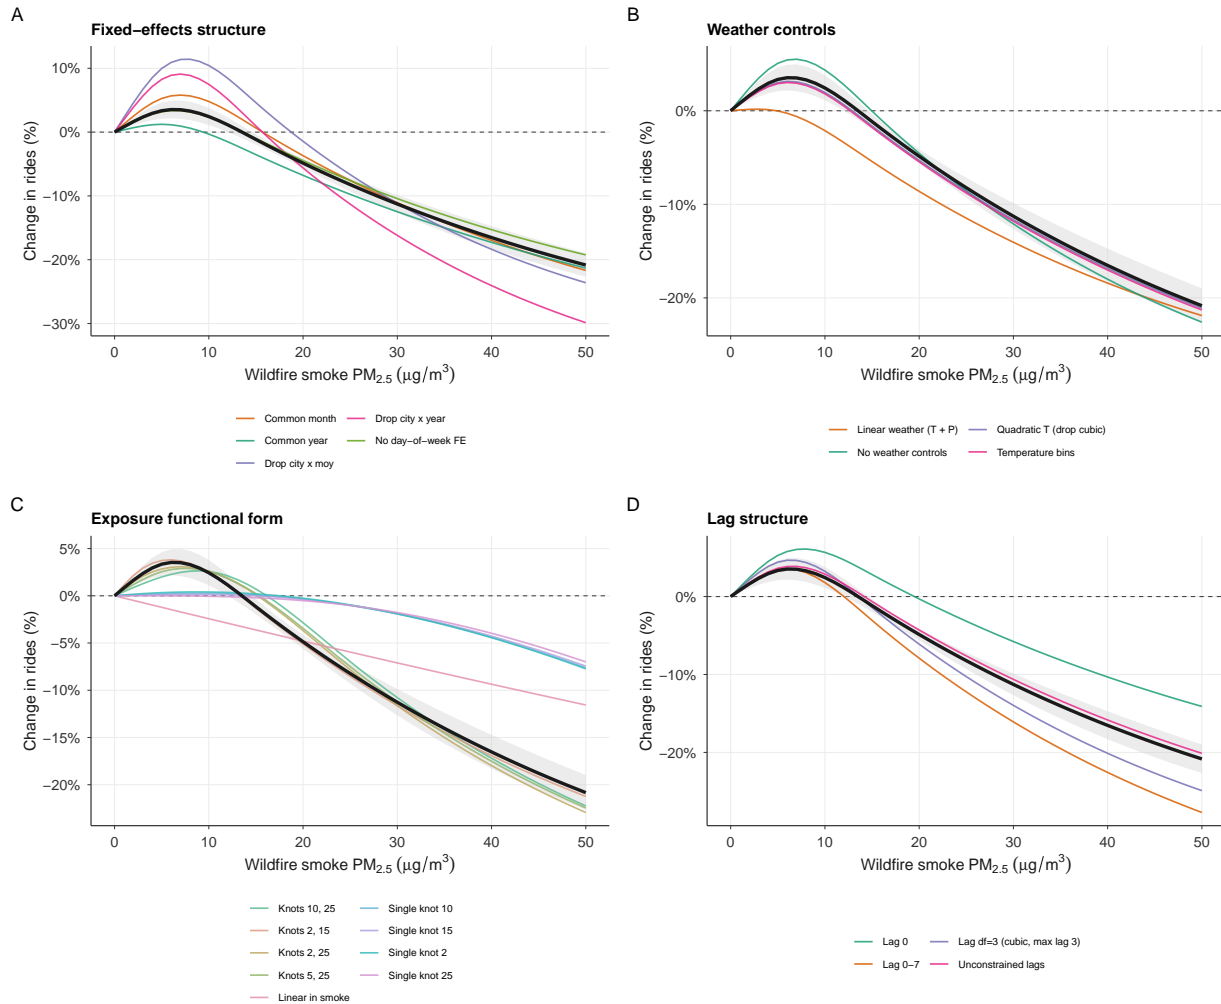 A
Fixed−effects structure
10%
0%
−10%
−20%
−30%
Change in rides (%)
0 10 20 30 40 50
Wildfire smoke PM2.5 (μg/m3)
Common month
Drop city x year
Common year
No day−of−week FE
Drop city x moy
B
Weather controls
0%
−10%
−20%
Change in rides (%)
0 10 20 30 40 50
Wildfire smoke PM2.5 (μg/m3)
Linear weather (T + P)
Quadratic T (drop cubic)
No weather controls
Temperature bins
C
Exposure functional form
5%
0%
−5%
−10%
−15%
−20%
Change in rides (%)
0 10 20 30 40 50
Wildfire smoke PM2.5 (μg/m3)
Knots 10, 25
Single knot 10
Knots 2, 15
Single knot 15
Knots 2, 25
Single knot 2
Knots 5, 25
Single knot 25
Linear in smoke
D
Lag structure
0%
−10%
−20%
Change in rides (%)
0 10 20 30 40 50
Wildfire smoke PM2.5 (μg/m3)
Lag 0
Lag df=3 (cubic, max lag 3)
Lag 0−7
Unconstrained lags